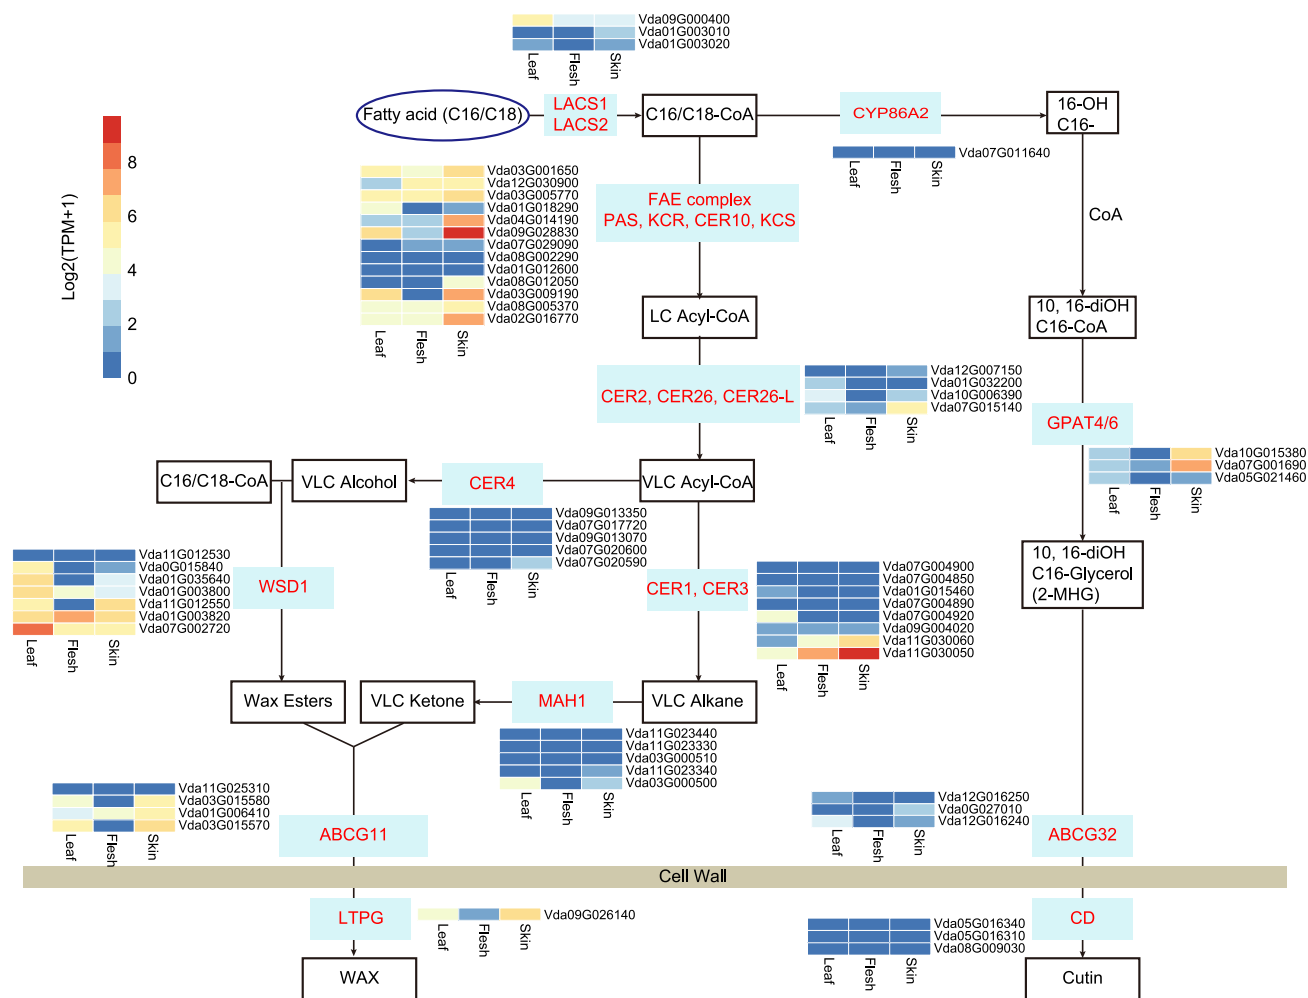 Vda09G000400
Vda01G003010
Vda01G003020
Leaf
Flesh
Skin
Fatty acid (C16/C18)
LACS1
LACS2
C16/C18-CoA
CYP86A2
16-OH
C16-
Vda07G011640
Leaf
Flesh
Skin
Log2(TPM+1)
8
6
4
2
0
Vda03G001650
Vda12G030900
Vda03G005770
Vda01G018290
Vda04G014190
Vda09G028830
Vda07G029090
Vda08G002290
Vda01G012600
Vda08G012050
Vda03G009190
Vda08G005370
Vda02G016770
Leaf
Flesh
Skin
FAE complex
PAS, KCR, CER10, KCS
CoA
LC Acyl-CoA
10, 16-diOH
C16-CoA
CER2, CER26, CER26-L
Vda12G007150
Vda01G032200
Vda10G006390
Vda07G015140
Leaf
Flesh
Skin
GPAT4/6
Vda10G015380
Vda07G001690
Vda05G021460
Leaf
Flesh
Skin
C16/C18-CoA
VLC Alcohol
CER4
VLC Acyl-CoA
Vda09G013350
Vda07G017720
Vda09G013070
Vda07G020600
Vda07G020590
Leaf
Flesh
Skin
Vda11G012530
Vda0G015840
Vda01G035640
Vda01G003800
Vda11G012550
Vda01G003820
Vda07G002720
Leaf
Flesh
Skin
WSD1
CER1, CER3
Vda07G004900
Vda07G004850
Vda01G015460
Vda07G004890
Vda07G004920
Vda09G004020
Vda11G030060
Vda11G030050
Leaf
Flesh
Skin
10, 16-diOH
C16-Glycerol
(2-MHG)
Wax Esters
VLC Ketone
MAH1
VLC Alkane
Vda11G023440
Vda11G023330
Vda03G000510
Vda11G023340
Vda03G000500
Leaf
Flesh
Skin
Vda11G025310
Vda03G015580
Vda01G006410
Vda03G015570
Leaf
Flesh
Skin
ABCG11
Vda12G016250
Vda0G027010
Vda12G016240
Leaf
Flesh
Skin
ABCG32
Cell Wall
LTPG
Vda09G026140
Leaf
Flesh
Skin
Vda05G016340
Vda05G016310
Vda08G009030
Leaf
Flesh
Skin
CD
WAX
Cutin